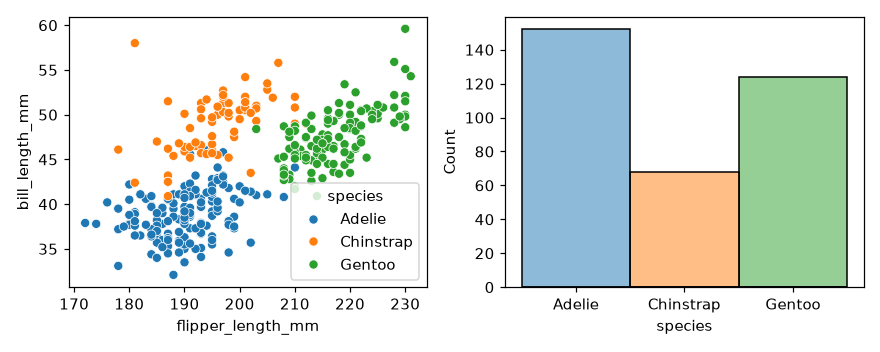 60
55
50
45
40
35
bill_length_mm
170 180 190 200 210 220 230
flipper_length_mm
species
Adelie
Chinstrap
Gentoo
140
120
100
80
60
40
20
0
Count
Adelie Chinstrap Gentoo
species